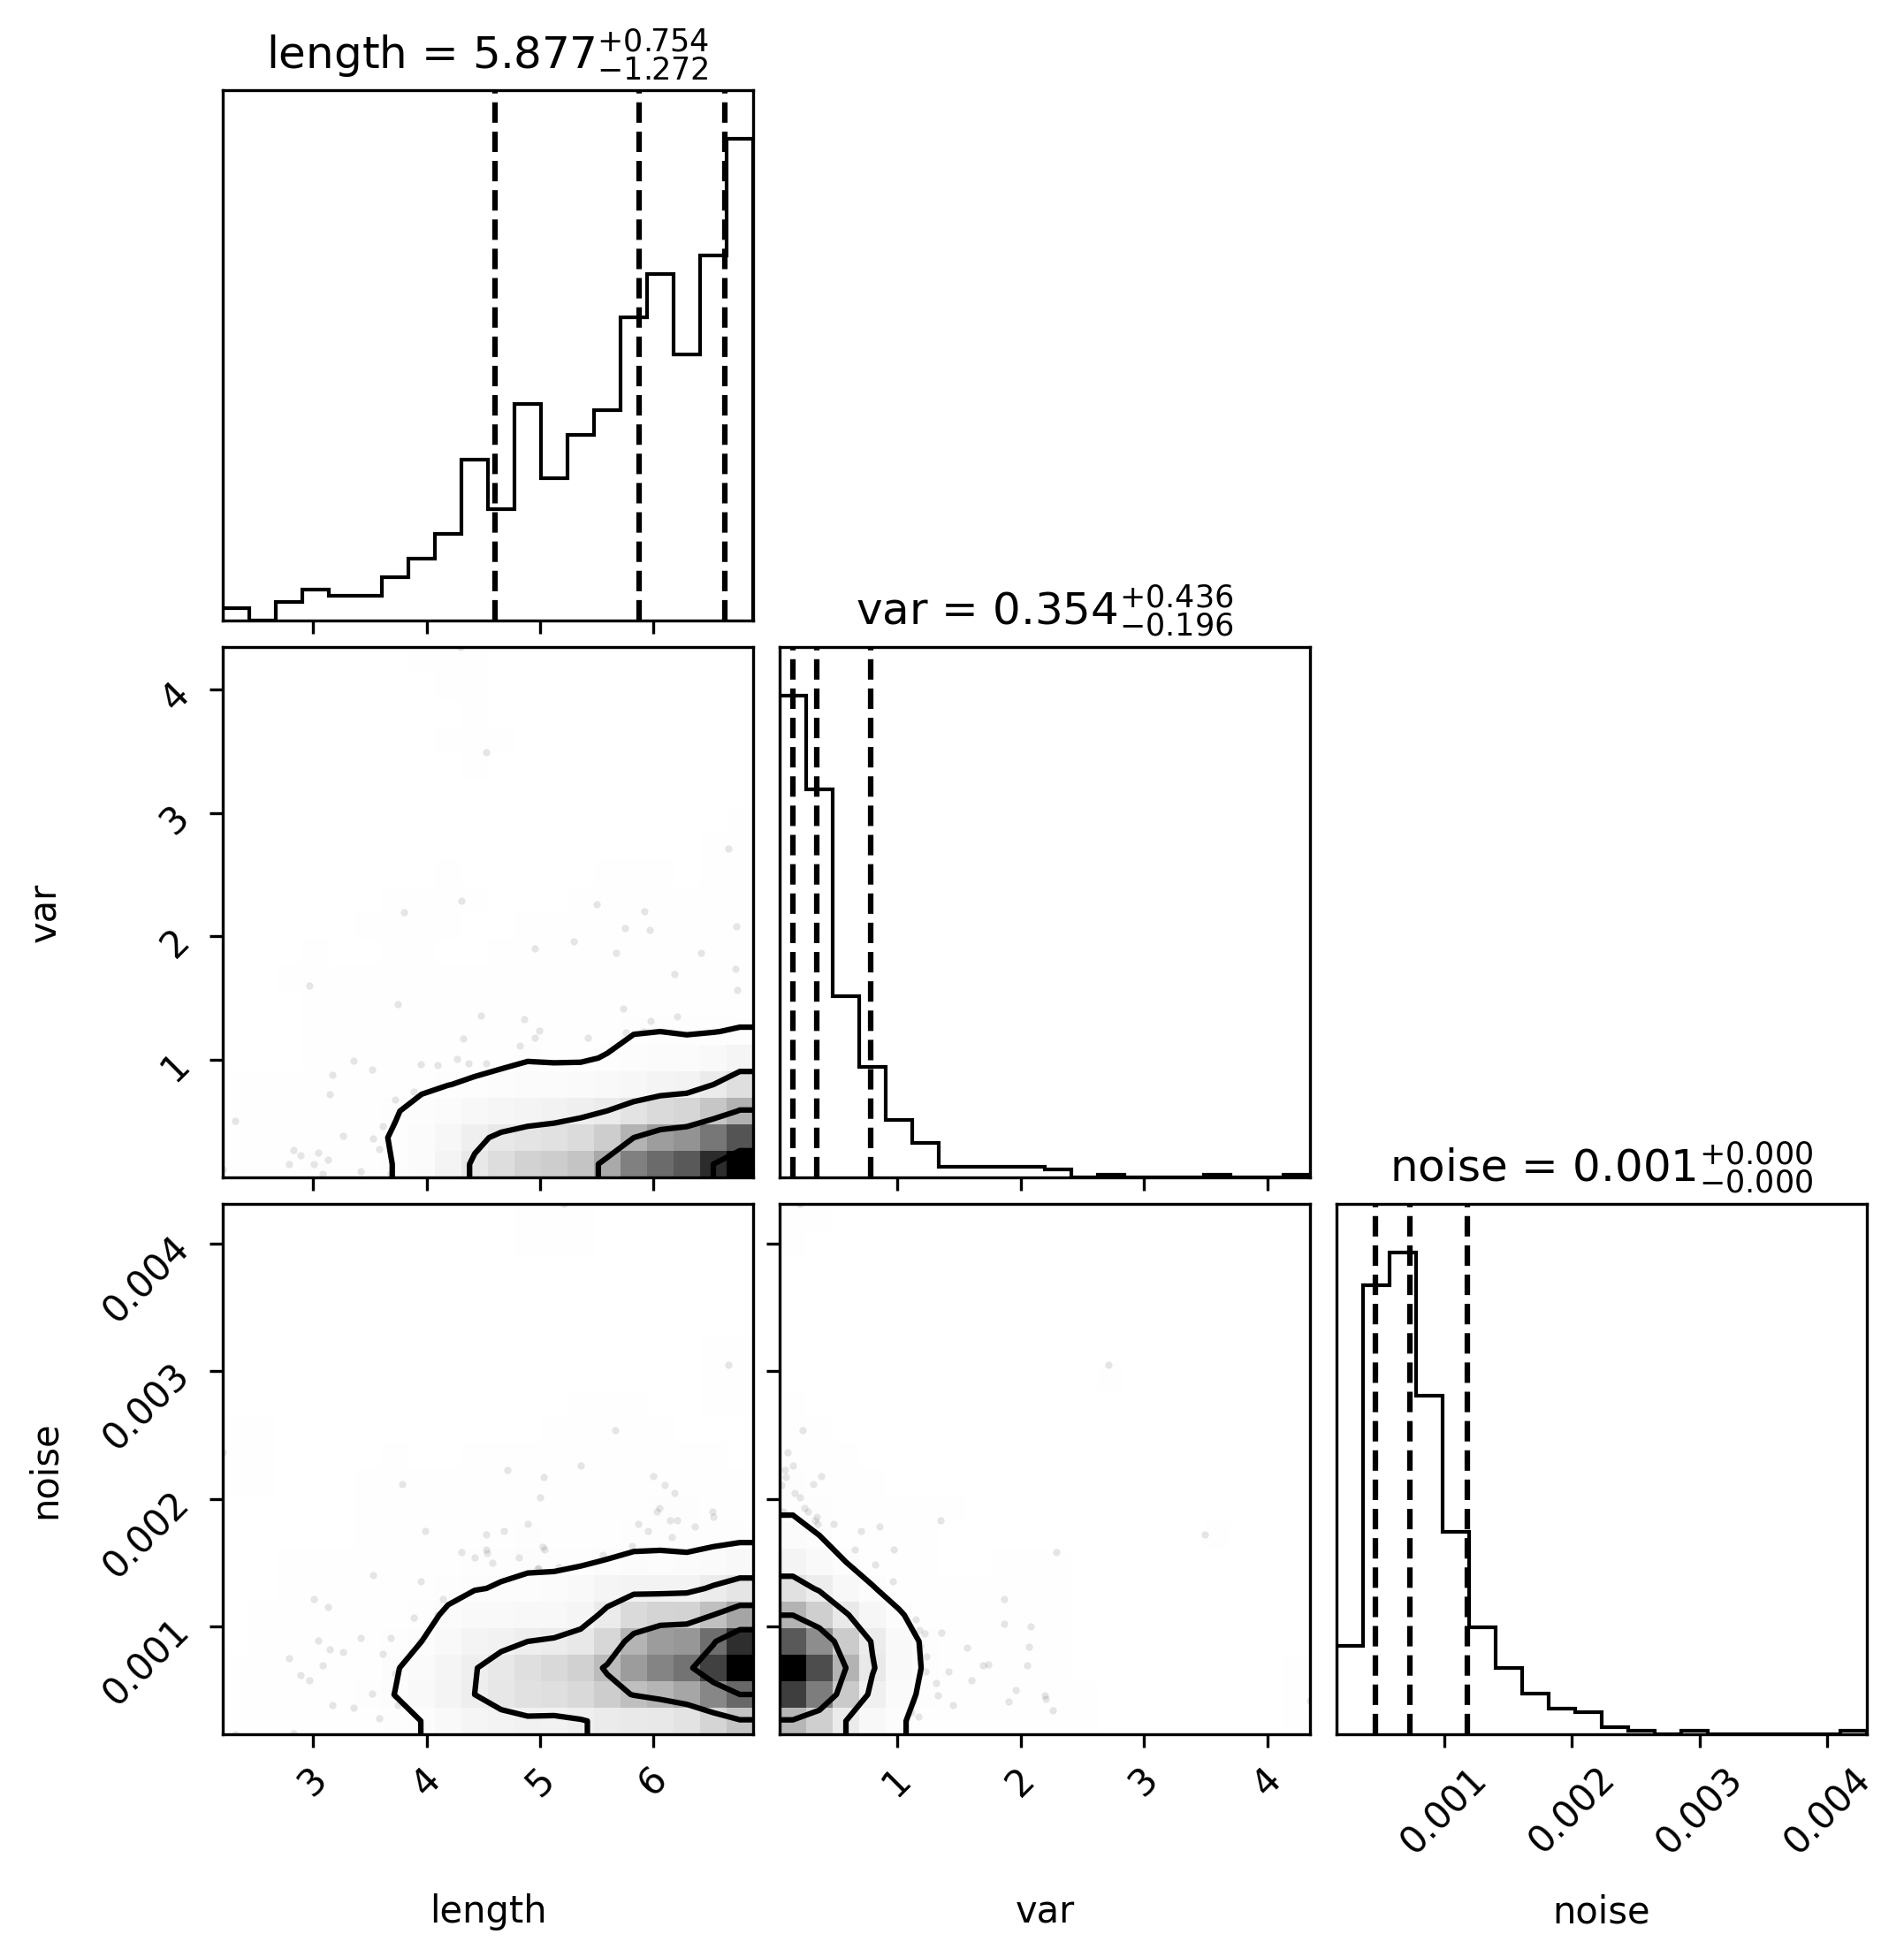 length = 5.877+0.754 −1.272
var = 0.354+0.436 −0.196
4
3
2
1
var
noise = 0.001+0.000 −0.000
0.004
0.003
0.002
0.001
noise
3 4 5 6
1 2 3 4
0.001 0.002 0.003 0.004
length
var
noise